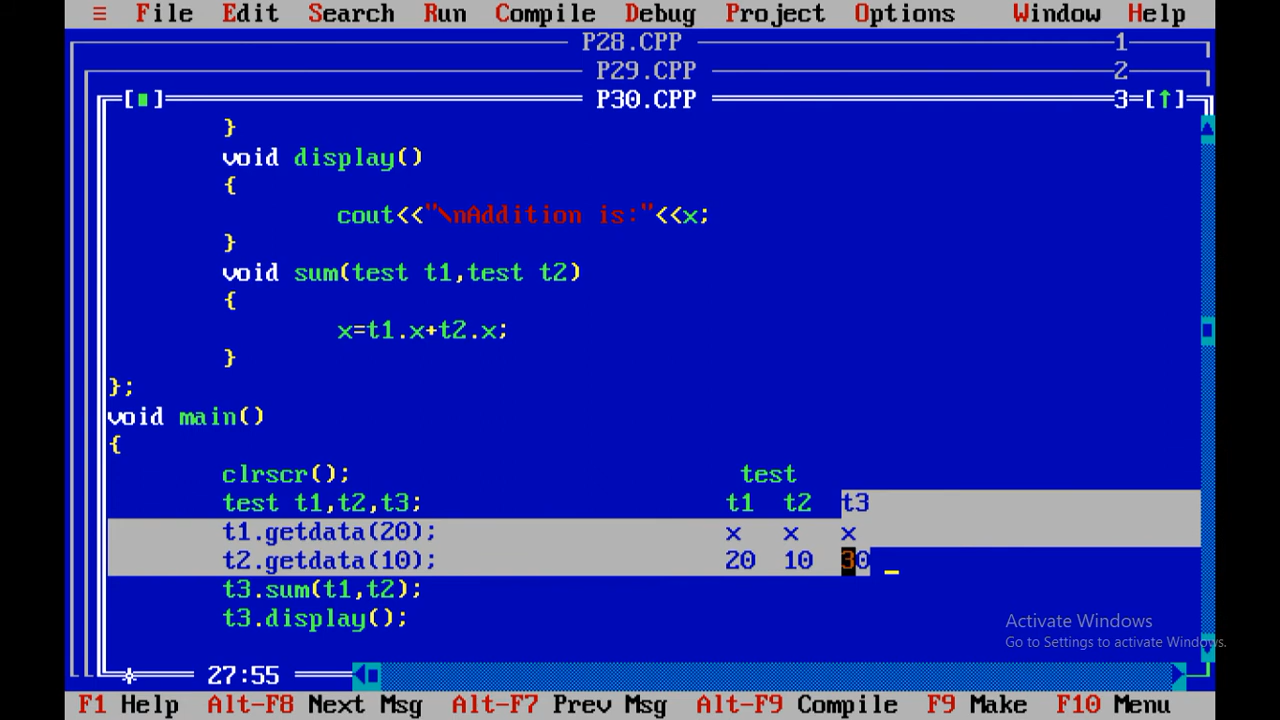 ≡ File Edit Search Run Compile Debug Project Options Window Help
P28.CPP 1
P29.CPP 2
[■] P30.CPP 3=[↑]
}
void display()
{
cout<<"\nAddition is:"<<x;
}
void sum(test t1,test t2)
{
x=t1.x+t2.x;
}
};
void main()
{
clrscr(); test
test t1,t2,t3; t1 t2 t3
t1.getdata(20); x x x
t2.getdata(10); 20 10 30 _
t3.sum(t1,t2);
t3.display();
Activate Windows
Go to Settings to activate Windows.
27:55
F1 Help Alt-F8 Next Msg Alt-F7 Prev Msg Alt-F9 Compile F9 Make F10 Menu